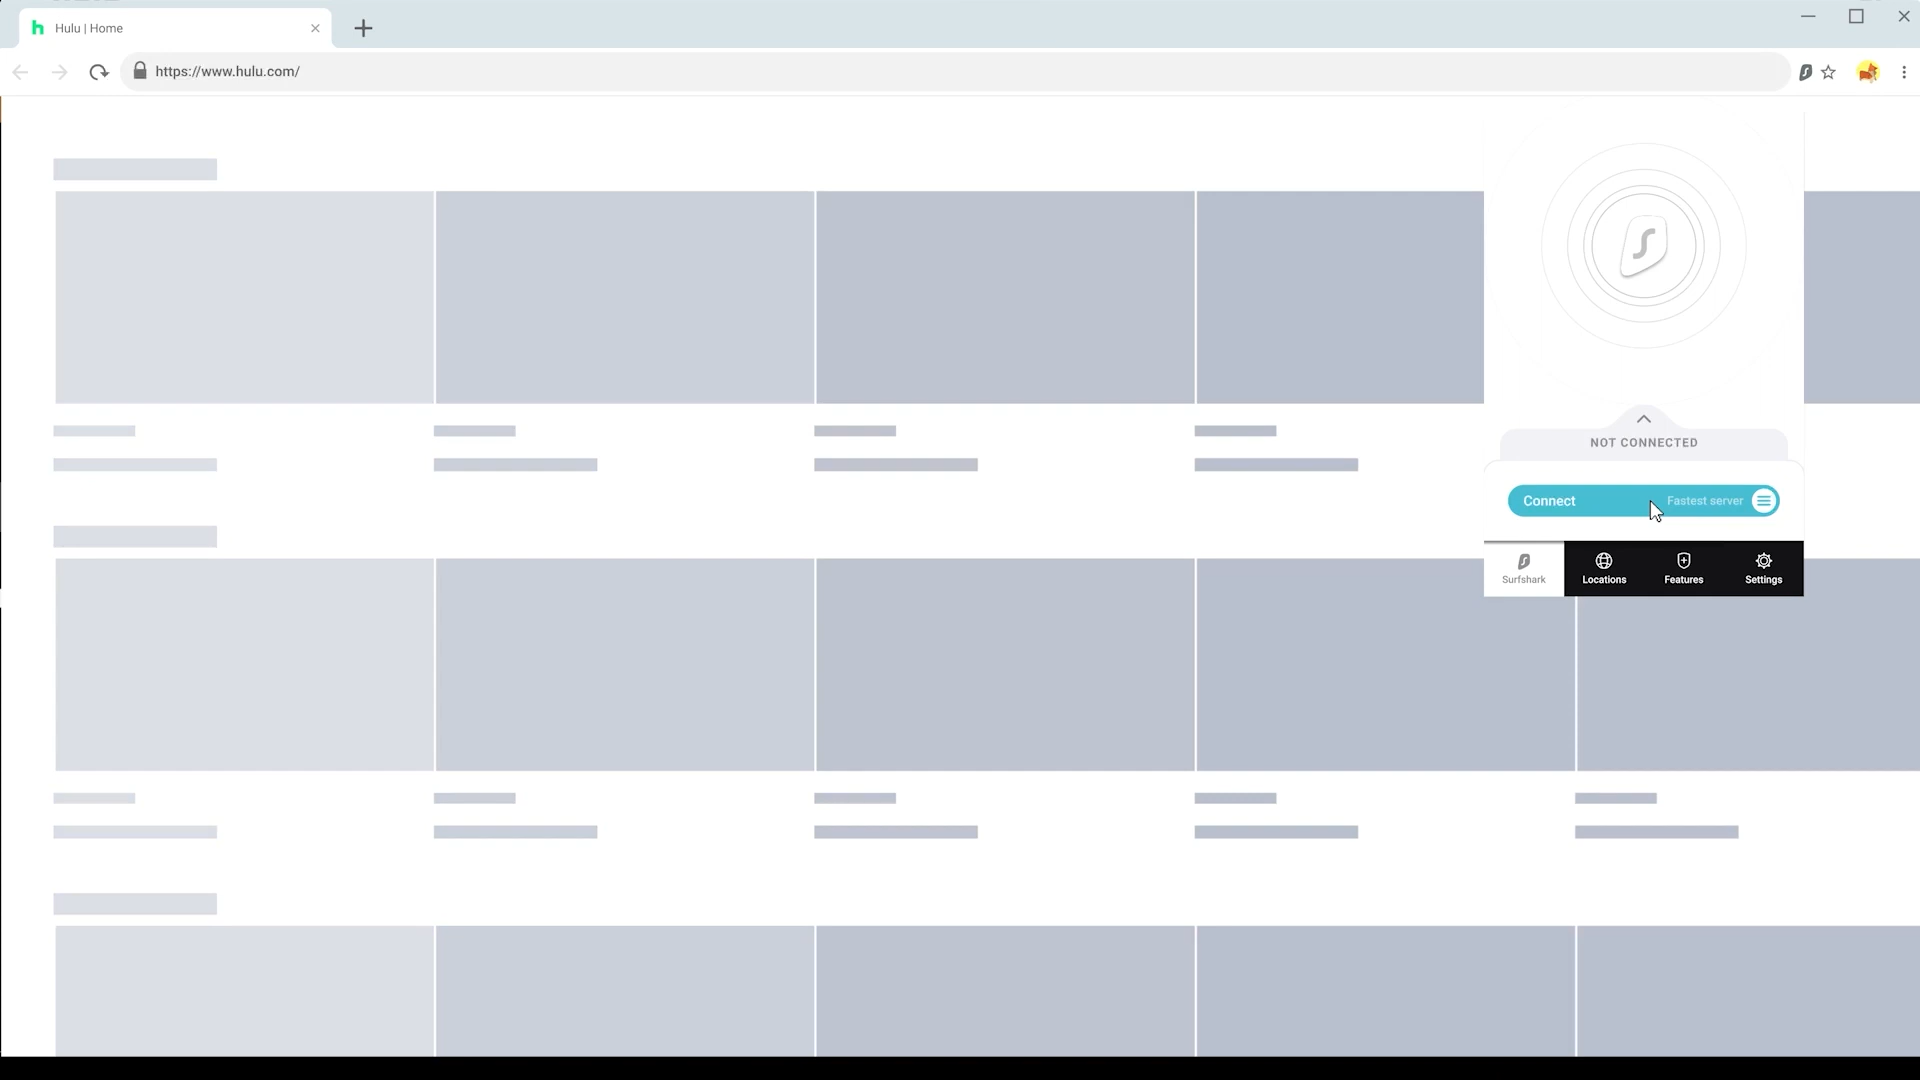 Hulu | Home
https://www.hulu.com/
NOT CONNECTED
Connect Fastest server
Surfshark Locations Features Settings